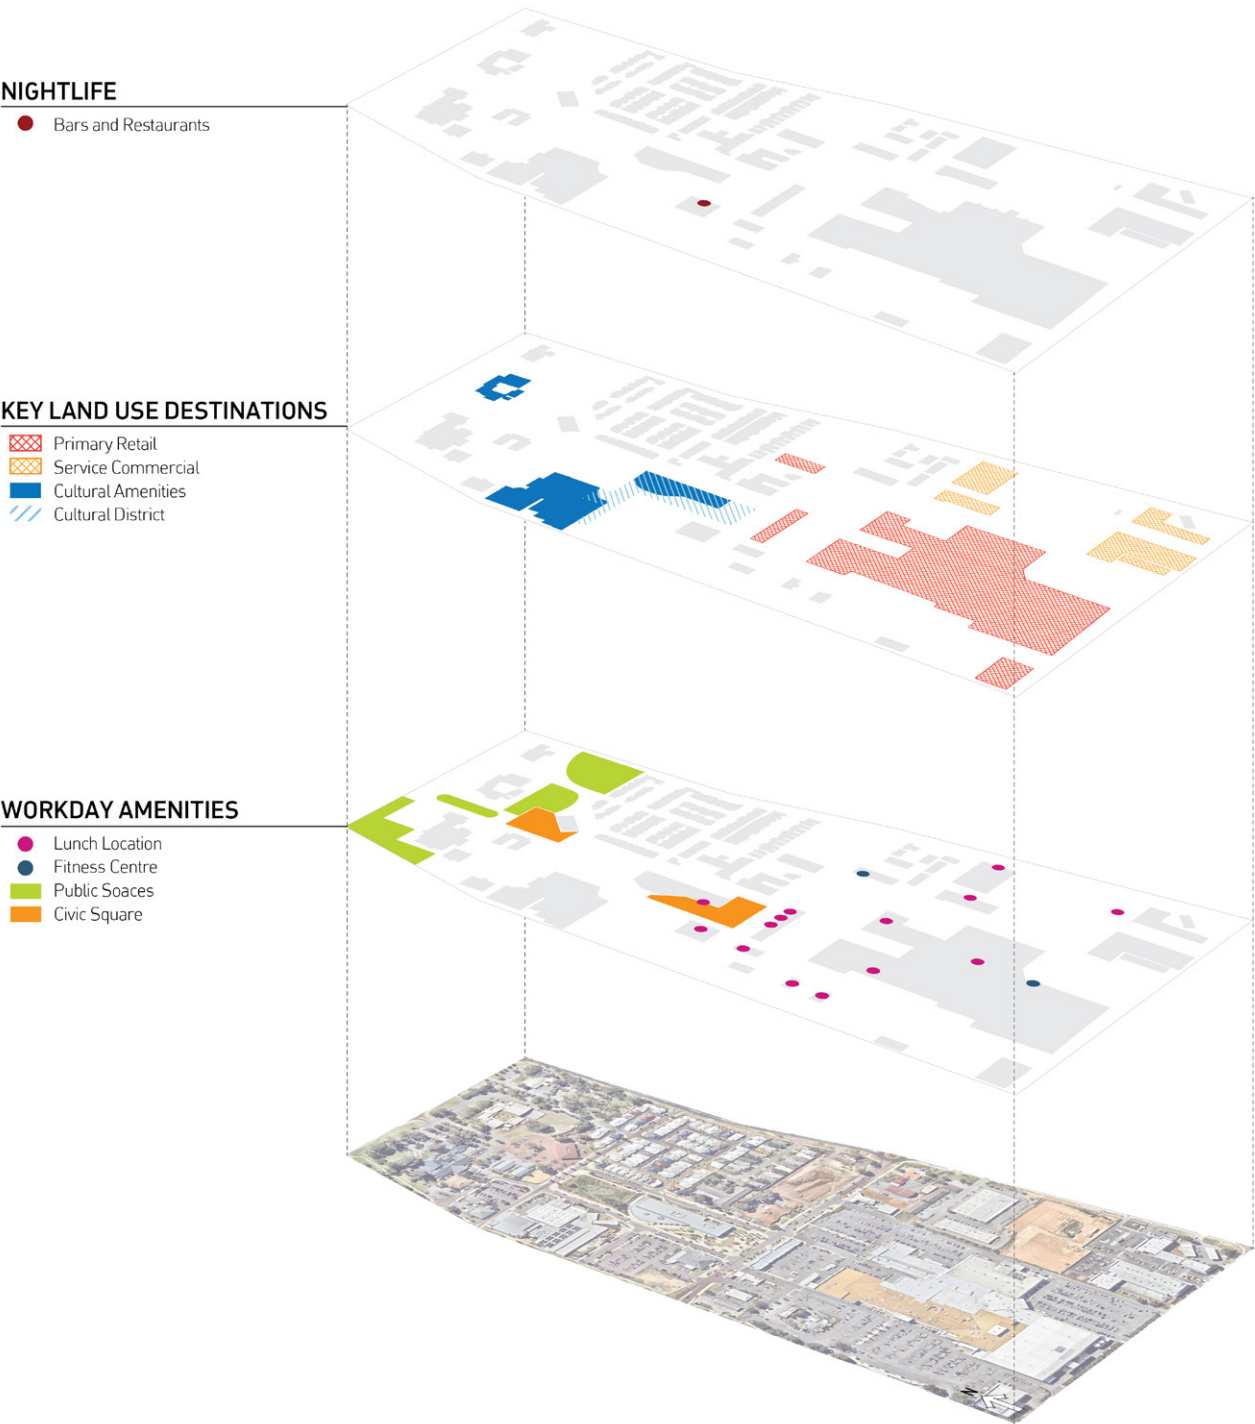 NIGHTLIFE
Bars and Restaurants
KEY LAND USE DESTINATIONS
Primary Retail
Service Commercial
Cultural Amenities
Cultural District
WORKDAY AMENITIES
Lunch Location
Fitness Centre
Public Soaces
Civic Square
N